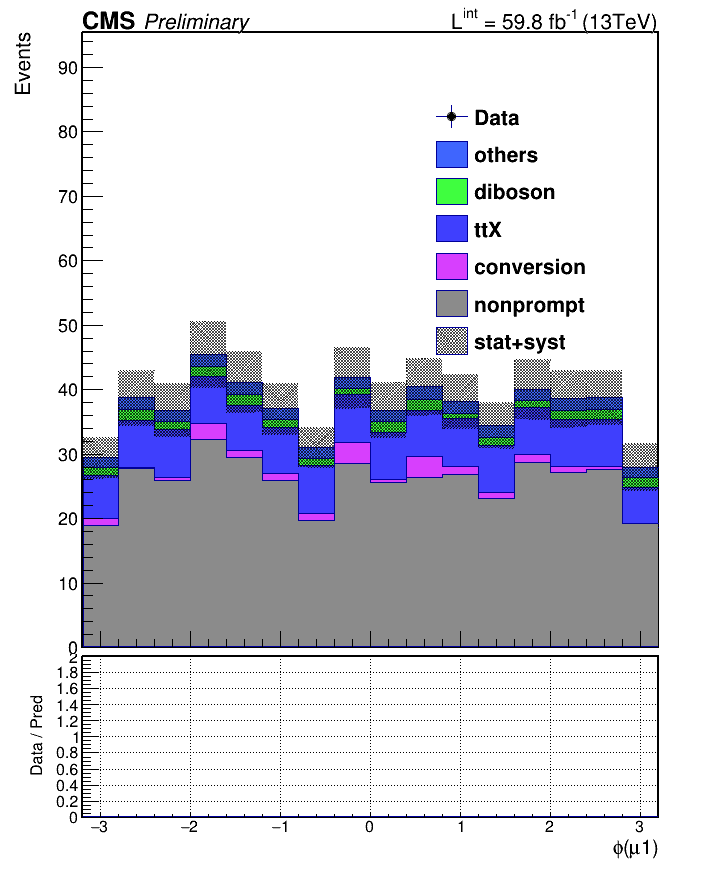 CMS Preliminary L^int = 59.8 fb^-1 (13TeV)
Events
90
80
70
60
50
40
30
20
10
0
Data
others
diboson
ttX
conversion
nonprompt
stat+syst
Data / Pred
2
1.8
1.6
1.4
1.2
1
0.8
0.6
0.4
0.2
0
−3 −2 −1 0 1 2 3
ϕ(μ1)